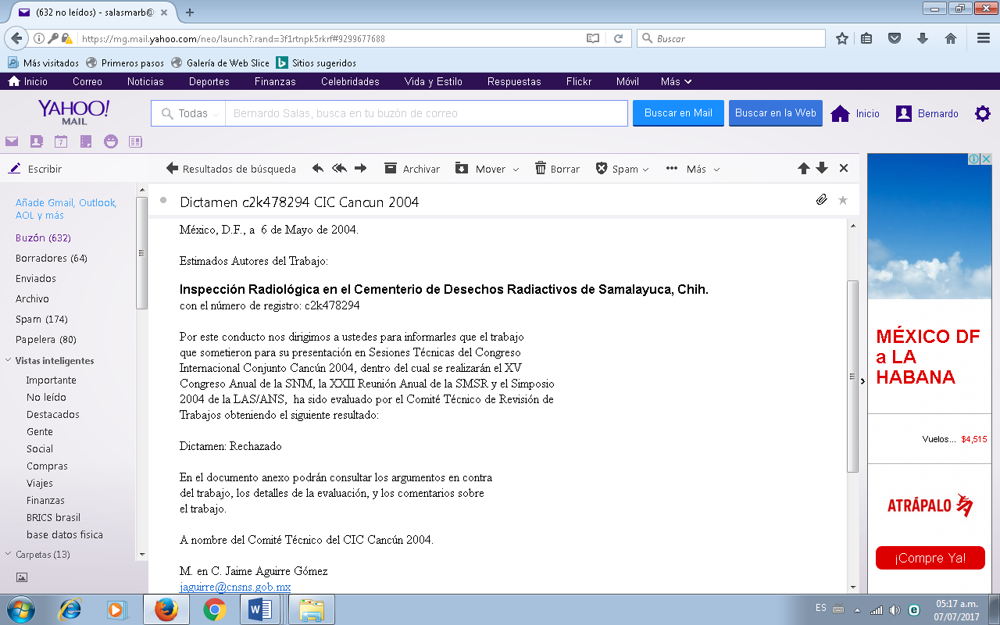 (632 no leídos) - salasmarb@
https://mg.mail.yahoo.com/neo/launch?.rand=3f1rtnpk5rkrf#9299677688
Buscar
Más visitados Primeros pasos Galería de Web Slice Sitios sugeridos
Inicio Correo Noticias Deportes Finanzas Celebridades Vida y Estilo Respuestas Flickr Móvil Más
YAHOO!
MAIL
Todas Bernardo Salas, busca en tu buzón de correo Buscar en Mail Buscar en la Web Inicio Bernardo
7
Escribir
Resultados de búsqueda Archivar Mover Borrar Spam Más
Añade Gmail, Outlook,
AOL y más
Buzón (632)
Borradores (64)
Enviados
Archivo
Spam (174)
Papelera (80)
Vistas inteligentes
Importante
No leído
Destacados
Gente
Social
Compras
Viajes
Finanzas
BRICS brasil
base datos fisica
Carpetas (13)
Dictamen c2k478294 CIC Cancun 2004
México, D.F., a  6 de Mayo de 2004.
Estimados Autores del Trabajo:
Inspección Radiológica en el Cementerio de Desechos Radiactivos de Samalayuca, Chih.
con el número de registro: c2k478294
Por este conducto nos dirigimos a ustedes para informarles que el trabajo
que sometieron para su presentación en Sesiones Técnicas del Congreso
Internacional Conjunto Cancún 2004, dentro del cual se realizarán el XV
Congreso Anual de la SNM, la XXII Reunión Anual de la SMSR y el Simposio
2004 de la LAS/ANS,  ha sido evaluado por el Comité Técnico de Revisión de
Trabajos obteniendo el siguiente resultado:
Dictamen: Rechazado
En el documento anexo podrán consultar los argumentos en contra
del trabajo, los detalles de la evaluación, y los comentarios sobre
el trabajo.
A nombre del Comité Técnico del CIC Cancún 2004.
M. en C. Jaime Aguirre Gómez
jaguirre@cnsns.gob.mx
MÉXICO DF
a LA
HABANA
Vuelos... $4,515
ATRÁPALO
¡Compre Ya!
ES
05:17 a.m.
07/07/2017